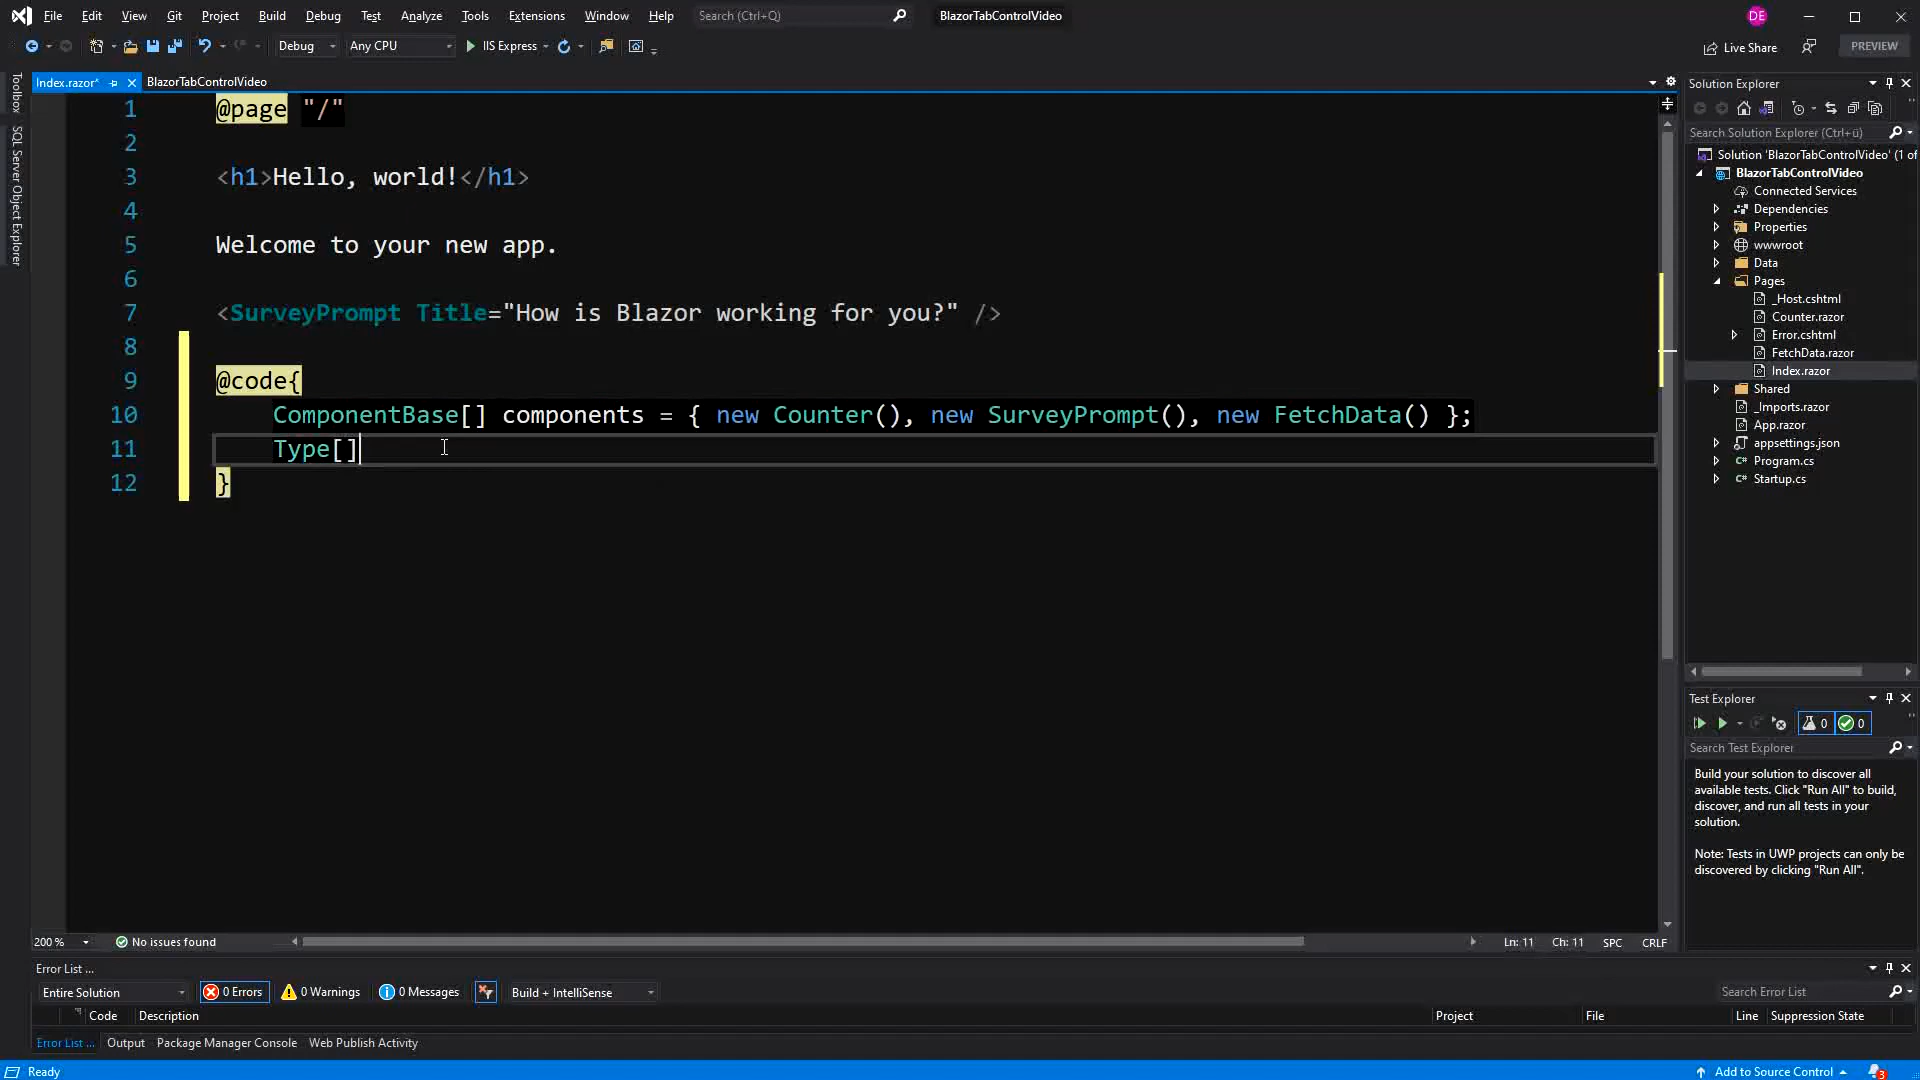 File Edit View Git Project Build Debug Test Analyze Tools Extensions Window Help Search (Ctrl+Q) BlazorTabControlVideo DE
Debug Any CPU IIS Express Live Share PREVIEW
Toolbox
SQL Server Object Explorer
Index.razor* BlazorTabControlVideo
1 @page "/"
2
3 <h1>Hello, world!</h1>
4
5 Welcome to your new app.
6
7 <SurveyPrompt Title="How is Blazor working for you?" />
8
9 @code{
10 ComponentBase[] components = { new Counter(), new SurveyPrompt(), new FetchData() };
11 Type[]
12 }
200 % No issues found Ln: 11 Ch: 11 SPC CRLF
Solution Explorer
Search Solution Explorer (Ctrl+ü)
Solution 'BlazorTabControlVideo' (1 of
BlazorTabControlVideo
Connected Services
Dependencies
Properties
wwwroot
Data
Pages
_Host.cshtml
Counter.razor
Error.cshtml
FetchData.razor
Index.razor
Shared
_Imports.razor
App.razor
appsettings.json
C# Program.cs
C# Startup.cs
Test Explorer
0 0
Search Test Explorer
Build your solution to discover all
available tests. Click "Run All" to build,
discover, and run all tests in your
solution.
Note: Tests in UWP projects can only be
discovered by clicking "Run All".
Error List ...
Entire Solution 0 Errors 0 Warnings 0 Messages Build + IntelliSense Search Error List
Code Description Project File Line Suppression State
Error List ... Output Package Manager Console Web Publish Activity
Ready Add to Source Control 3